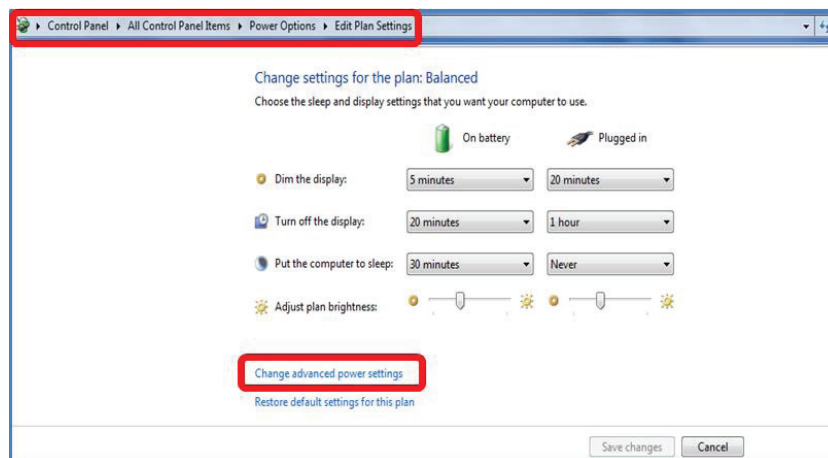 Control Panel All Control Panel Items Power Options Edit Plan Settings
Change settings for the plan: Balanced
Choose the sleep and display settings that you want your computer to use.
On battery Plugged in
Dim the display: 5 minutes 20 minutes
Turn off the display: 20 minutes 1 hour
Put the computer to sleep: 30 minutes Never
Adjust plan brightness:
Change advanced power settings
Restore default settings for this plan
Save changes Cancel